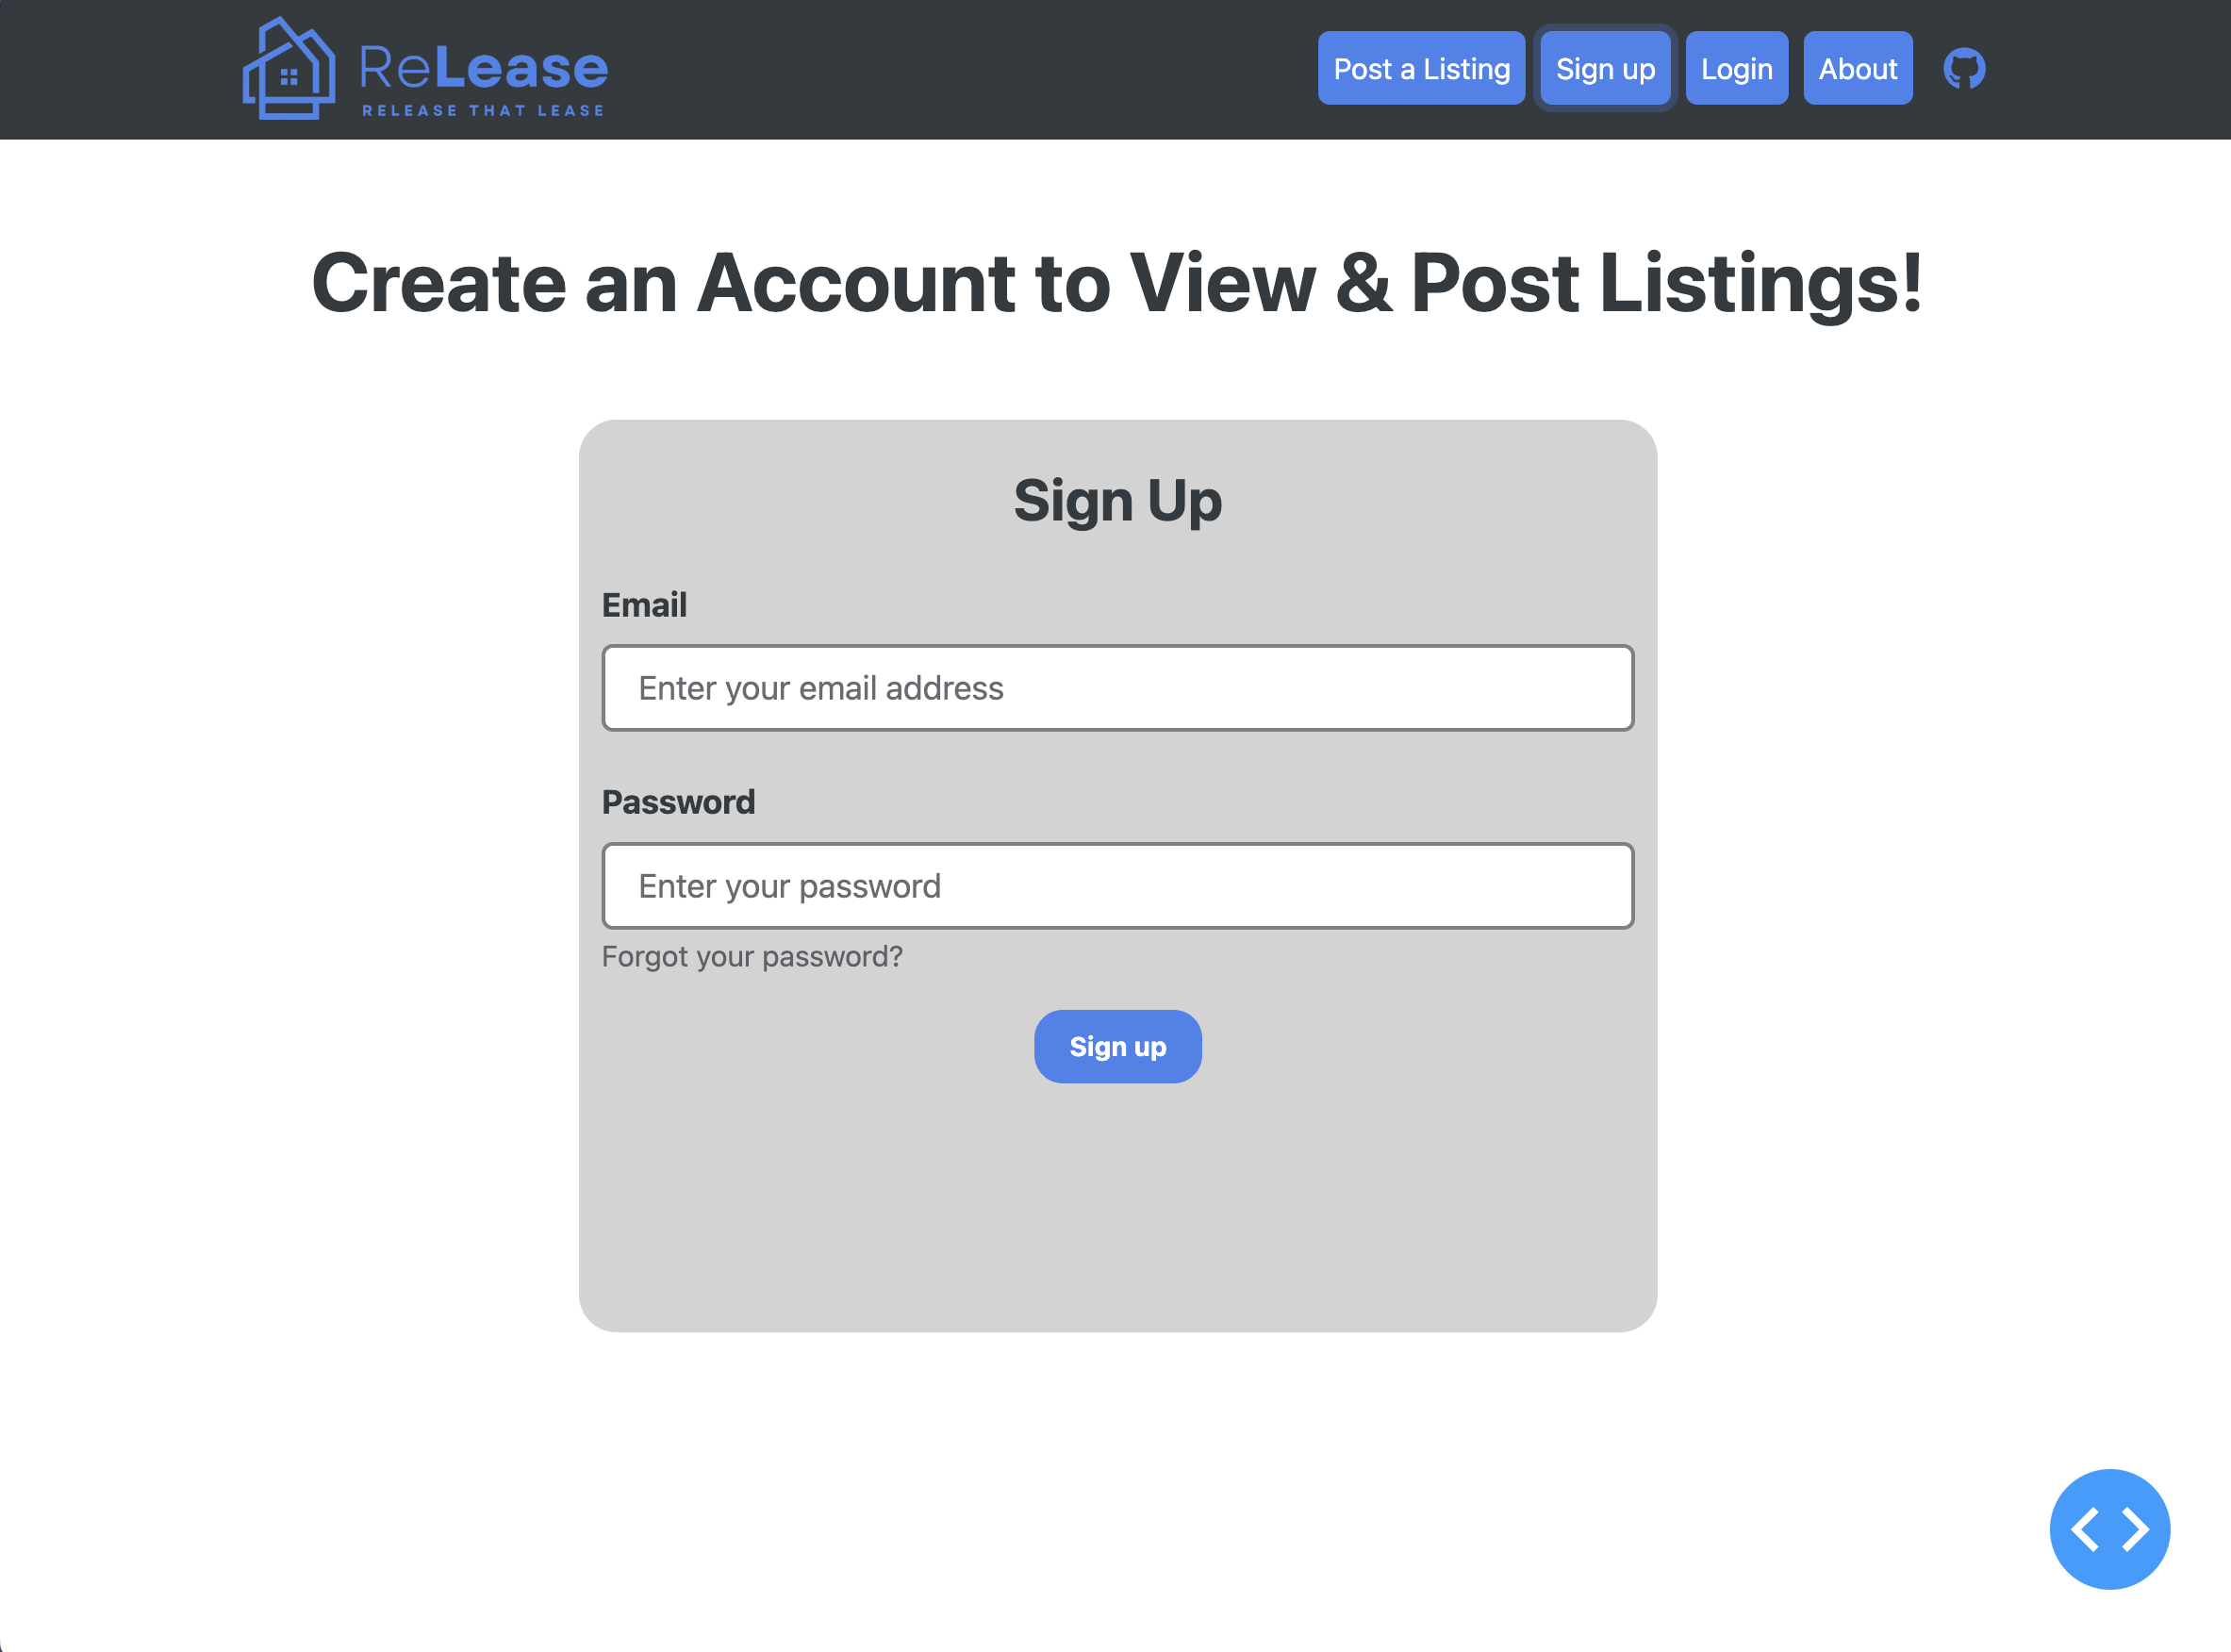 ReLease
RELEASE THAT LEASE
Post a Listing
Sign up
Login
About
Create an Account to View & Post Listings!
Sign Up
Email
Enter your email address
Password
Enter your password
Forgot your password?
Sign up